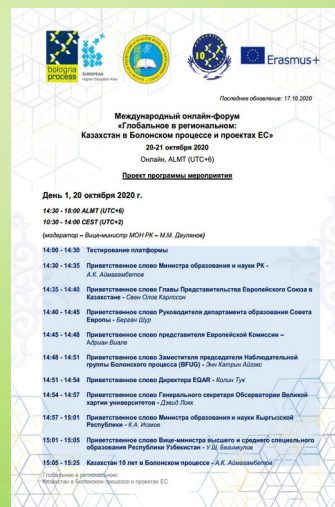 bologna
process
EUROPEAN
Higher Education Area
10
Erasmus+
Последнее обновление: 17.10.2020
Международный онлайн-форум
«Глобальное в региональном:
Казахстан в Болонском процессе и проектах ЕС»
20-21 октября 2020
Онлайн, ALMT (UTC+6)
Проект программы мероприятия
День 1, 20 октября 2020 г.
14:30 - 18:00 ALMT (UTC+6)
10:30 - 14:00 CEST (UTC+2)
(модератор – Вице-министр МОН РК – М.М. Дауленов)
14:00 - 14:30 Тестирование платформы
14:30 - 14:35 Приветственное слово Министра образования и науки РК -
А.К. Аймагамбетов
14:35 - 14:40 Приветственное слово Главы Представительства Европейского Союза в
Казахстане - Свен Олов Карлссон
14:40 - 14:45 Приветственное слово Руководителя департамента образования Совета
Европы - Берган Шур
14:45 - 14:48 Приветственное слово представителя Европейской Комиссии –
Адриан Виале
14:48 - 14:51 Приветственное слово Заместителя председателя Наблюдательной
группы Болонского процесса (BFUG) - Энн Катрин Айзэкс
14:51 - 14:54 Приветственное слово Директора EQAR - Колин Тук
14:54 - 14:57 Приветственное слово Генерального секретаря Обсерватории Великой
хартии университетов - Дэвид Локк
14:57 - 15:01 Приветственное слово Министра образования и науки Кыргызской
Республики - К.А. Исаков
15:01 - 15:05 Приветственное слово Вице-министра высшего и среднего специального
образования Республики Узбекистан - У.Ш. Бегимкулов
15:05 - 15:25 Казахстан 10 лет в Болонском процессе - А.К. Аймагамбетов
Глобальное в региональном:
Казахстан в Болонском процессе и проектах ЕС